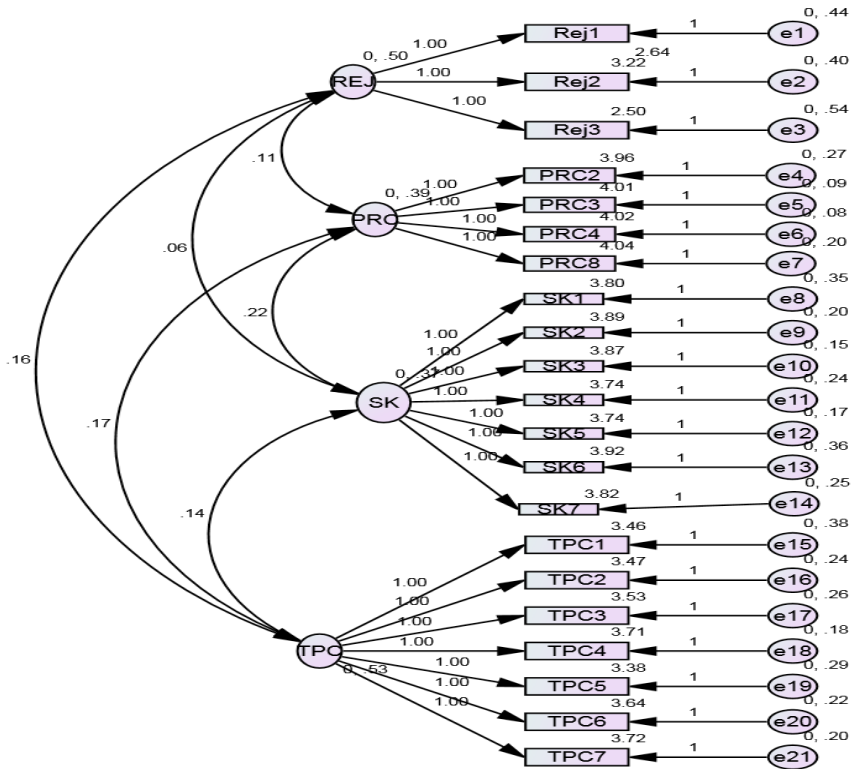 0, .44
1.00 Rej1 1 e1
0, .50 2.64 0, .40
REJ 1.00 3.22
Rej2 1 e2
1.00 2.50 0, .54
Rej3 1 e3
.11 3.96 0, .27
PRC2 1 e4
0, .39 1.00 4.01 0, .09
1.00 PRC3 1 e5
PRC 1.00 4.02 0, .08
PRC4 1 e6
.06 1.00 4.04 0, .20
PRC8 1 e7
3.80 0, .35
SK1 1 e8
.22 3.89 0, .20
1.00 SK2 1 e9
.16 1.00 3.87 0, .15
0, .37 1.00 SK3 1 e10
1.00 3.74 0, .24
SK SK4 1 e11
1.00 3.74 0, .17
.17 1.00 SK5 1 e12
3.92 0, .36
1.00 SK6 1 e13
3.82 0, .25
.14 SK7 1 e14
3.46 0, .38
TPC1 1 e15
1.00 3.47 0, .24
1.00 TPC2 1 e16
3.53 0, .26
1.00 TPC3 1 e17
1.00 3.71 0, .18
TPC TPC4 1 e18
0, .53 1.00 3.38 0, .29
1.00 TPC5 1 e19
1.00 3.64 0, .22
TPC6 1 e20
3.72 0, .20
TPC7 1 e21